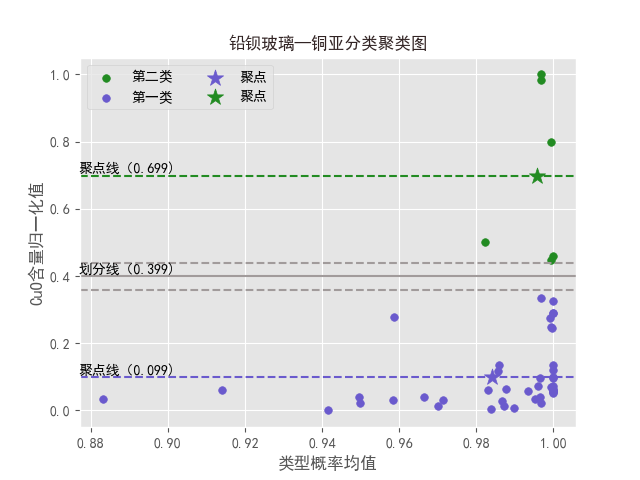 铅钡玻璃—铜亚分类聚类图
第二类
第一类
聚点
聚点
聚点线（0.699）
划分线（0.399）
聚点线（0.099）
CuO含量归一化值
1.0
0.8
0.6
0.4
0.2
0.0
0.88
0.90
0.92
0.94
0.96
0.98
1.00
类型概率均值